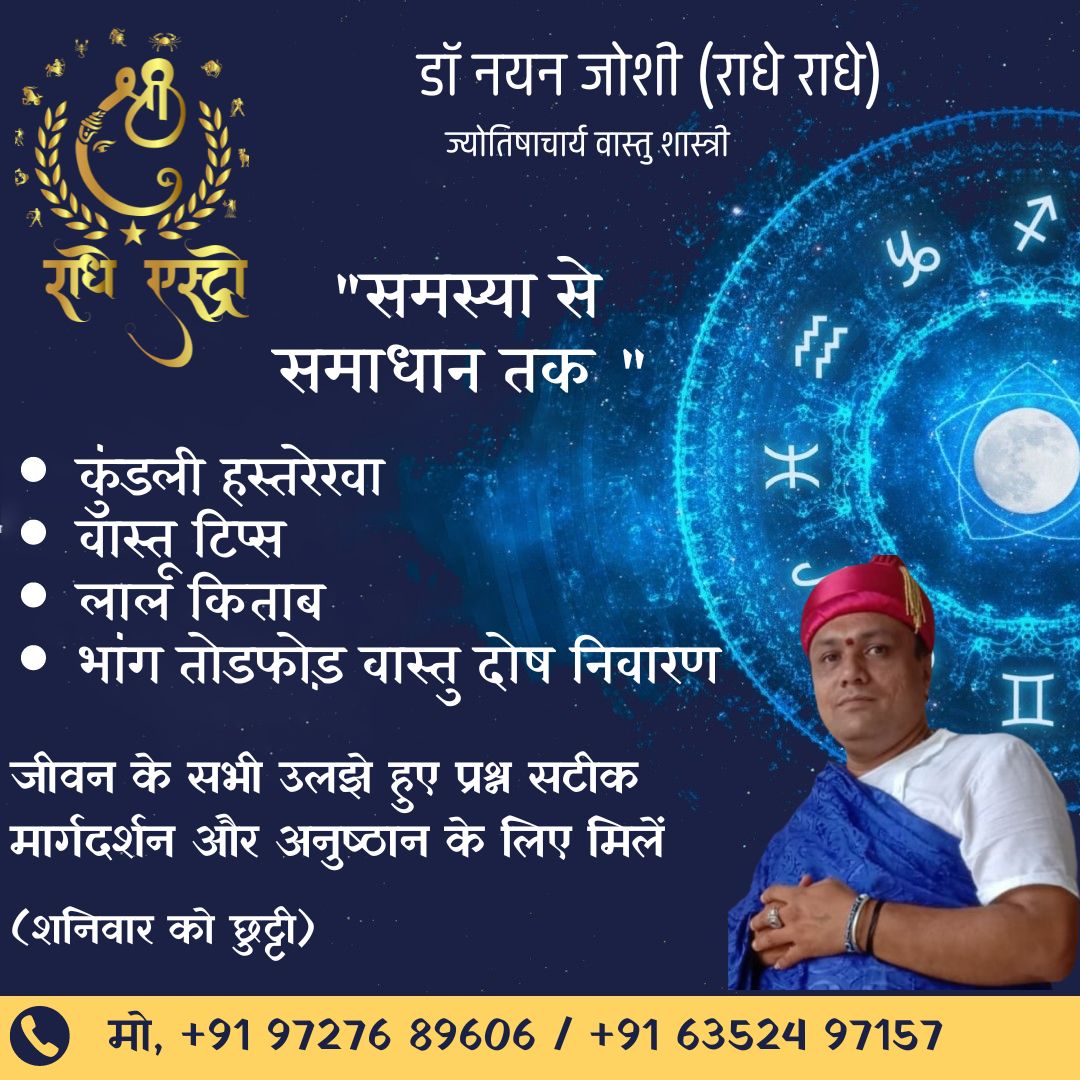 श्री
राधे एस्ट्रो
डॉ नयन जोशी (राधे राधे)
ज्योतिषाचार्य वास्तु शास्त्री
"समस्या से
समाधान तक "
• कुंडली हस्तरेखा
• वास्तू टिप्स
• लाल किताब
• भांग तोडफोड़ वास्तु दोष निवारण
जीवन के सभी उलझे हुए प्रश्न सटीक
मार्गदर्शन और अनुष्ठान के लिए मिलें
(शनिवार को छुट्टी)
मो, +91 97276 89606 / +91 63524 97157